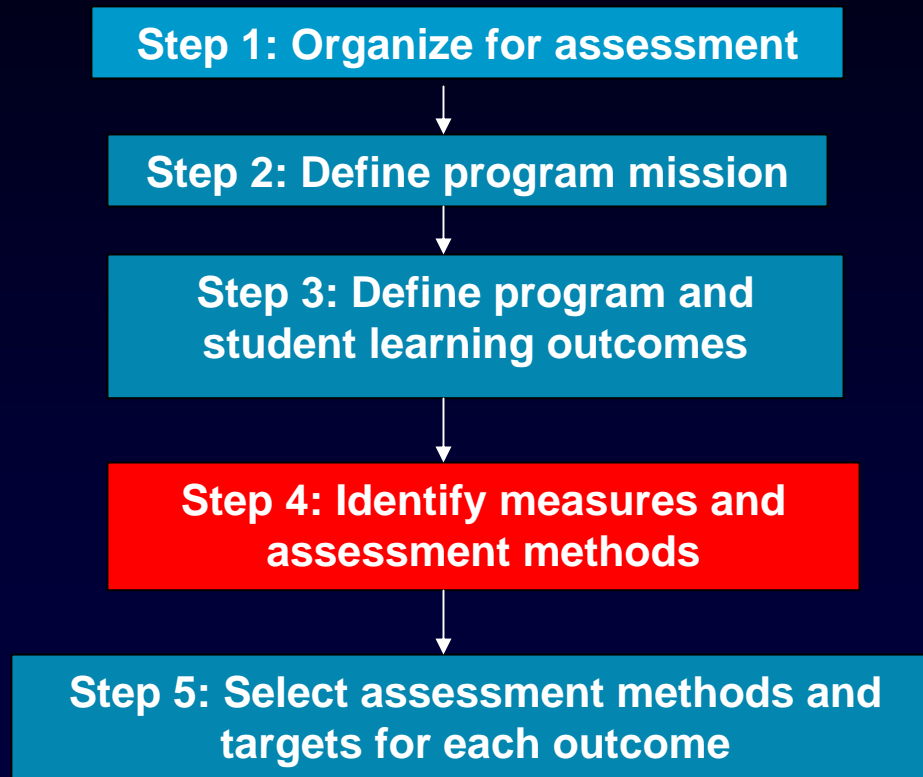 Step 1: Organize for assessment
Step 2: Define program mission
Step 3: Define program and
student learning outcomes
Step 4: Identify measures and
assessment methods
Step 5: Select assessment methods and
targets for each outcome